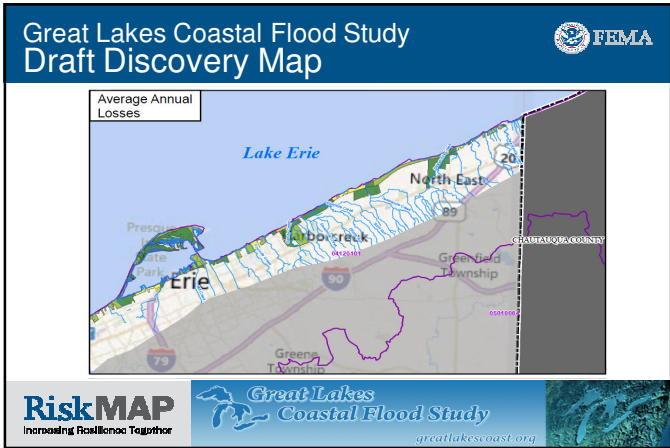 Great Lakes Coastal Flood Study
Draft Discovery Map
FEMA
Average Annual
Losses
Lake Erie
20
North East
89
Presque
State
Park
Harborcreek
CHAUTAUQUA COUNTY
04120101
Greenfield
Township
Erie
90
79
Greene
Township
RiskMAP
Increasing Resilience Together
Great Lakes
Coastal Flood Study
greatlakescoast.org